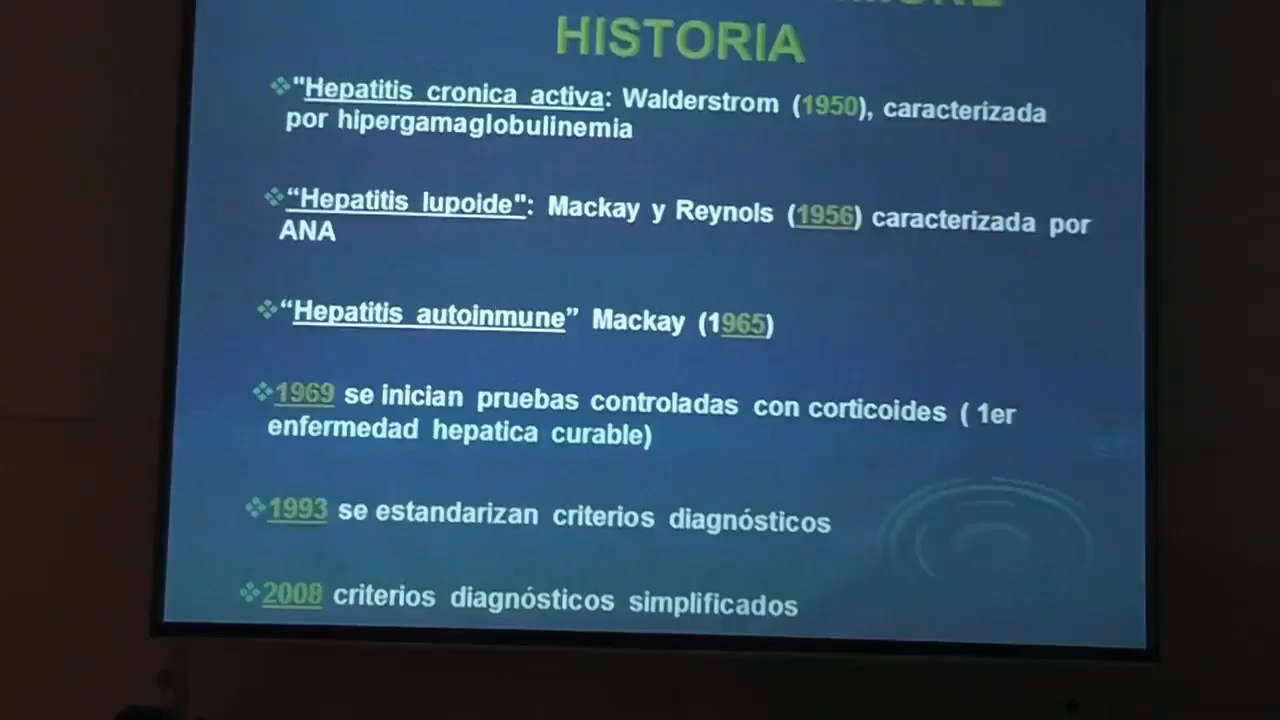 HISTORIA
"Hepatitis cronica activa: Walderstrom (1950), caracterizada
por hipergamaglobulinemia
“Hepatitis lupoide": Mackay y Reynols (1956) caracterizada por
ANA
“Hepatitis autoinmune” Mackay (1965)
1969 se inician pruebas controladas con corticoides ( 1er
enfermedad hepatica curable)
1993 se estandarizan criterios diagnósticos
2008 criterios diagnósticos simplificados